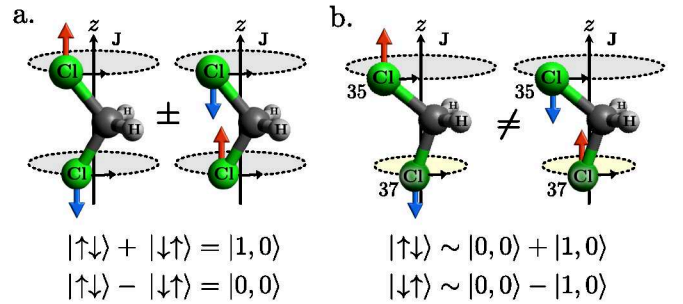 a.
z J z J
Cl Cl
H H H H
±
Cl Cl
|↑↓⟩ + |↓↑⟩ = |1,0⟩
|↑↓⟩ − |↓↑⟩ = |0,0⟩
b.
z J z J
Cl Cl
35 35
H H H H
≠
Cl Cl
37 37
|↑↓⟩ ∼ |0,0⟩ + |1,0⟩
|↓↑⟩ ∼ |0,0⟩ − |1,0⟩